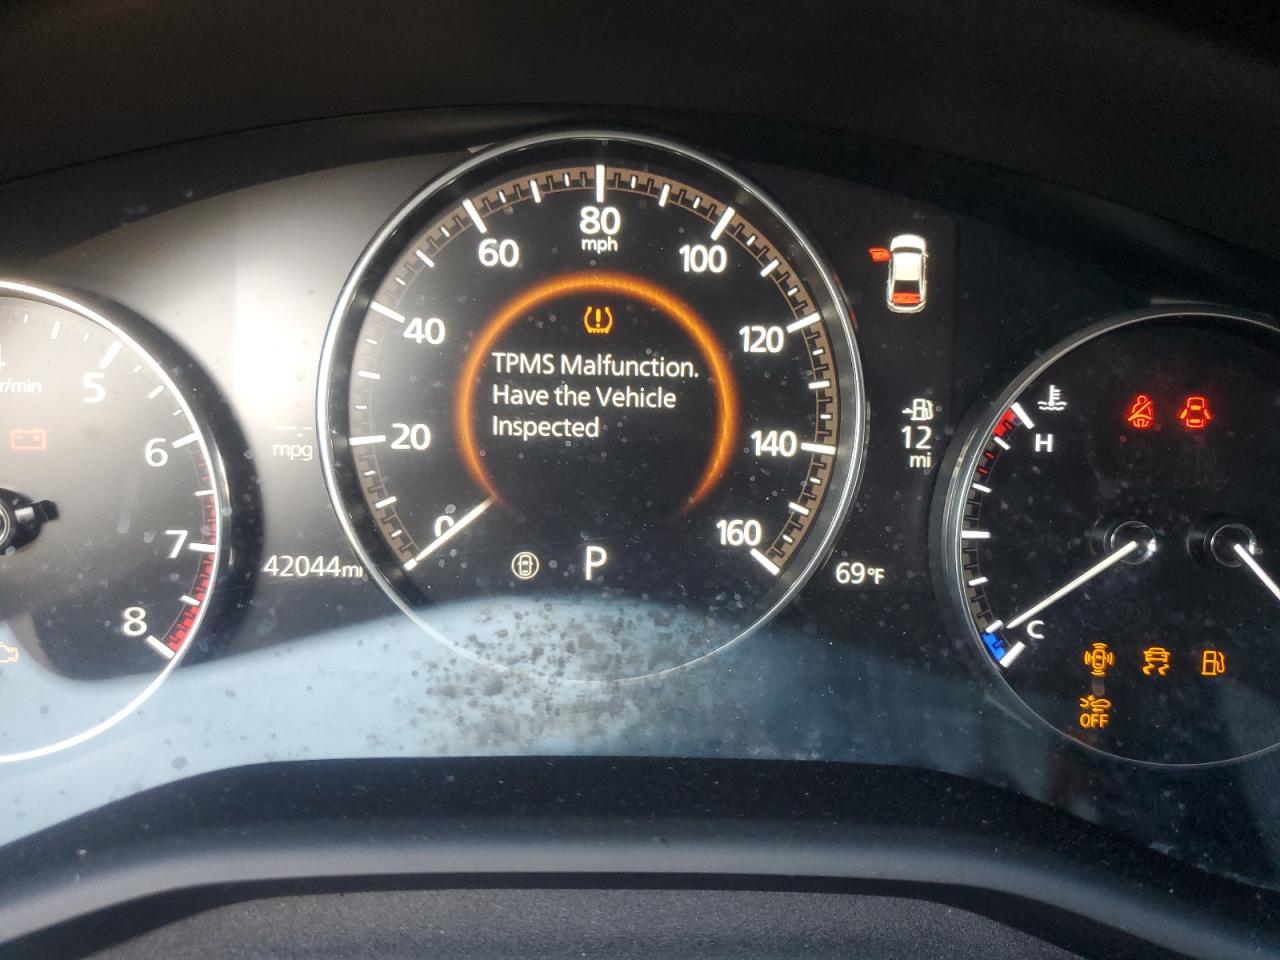 80
mph
60
100
40
120
20
140
0
160
TPMS Malfunction.
Have the Vehicle
Inspected
P
r/min
5
6
7
8
mpg
42044mi
12
mi
69°F
H
C
OFF